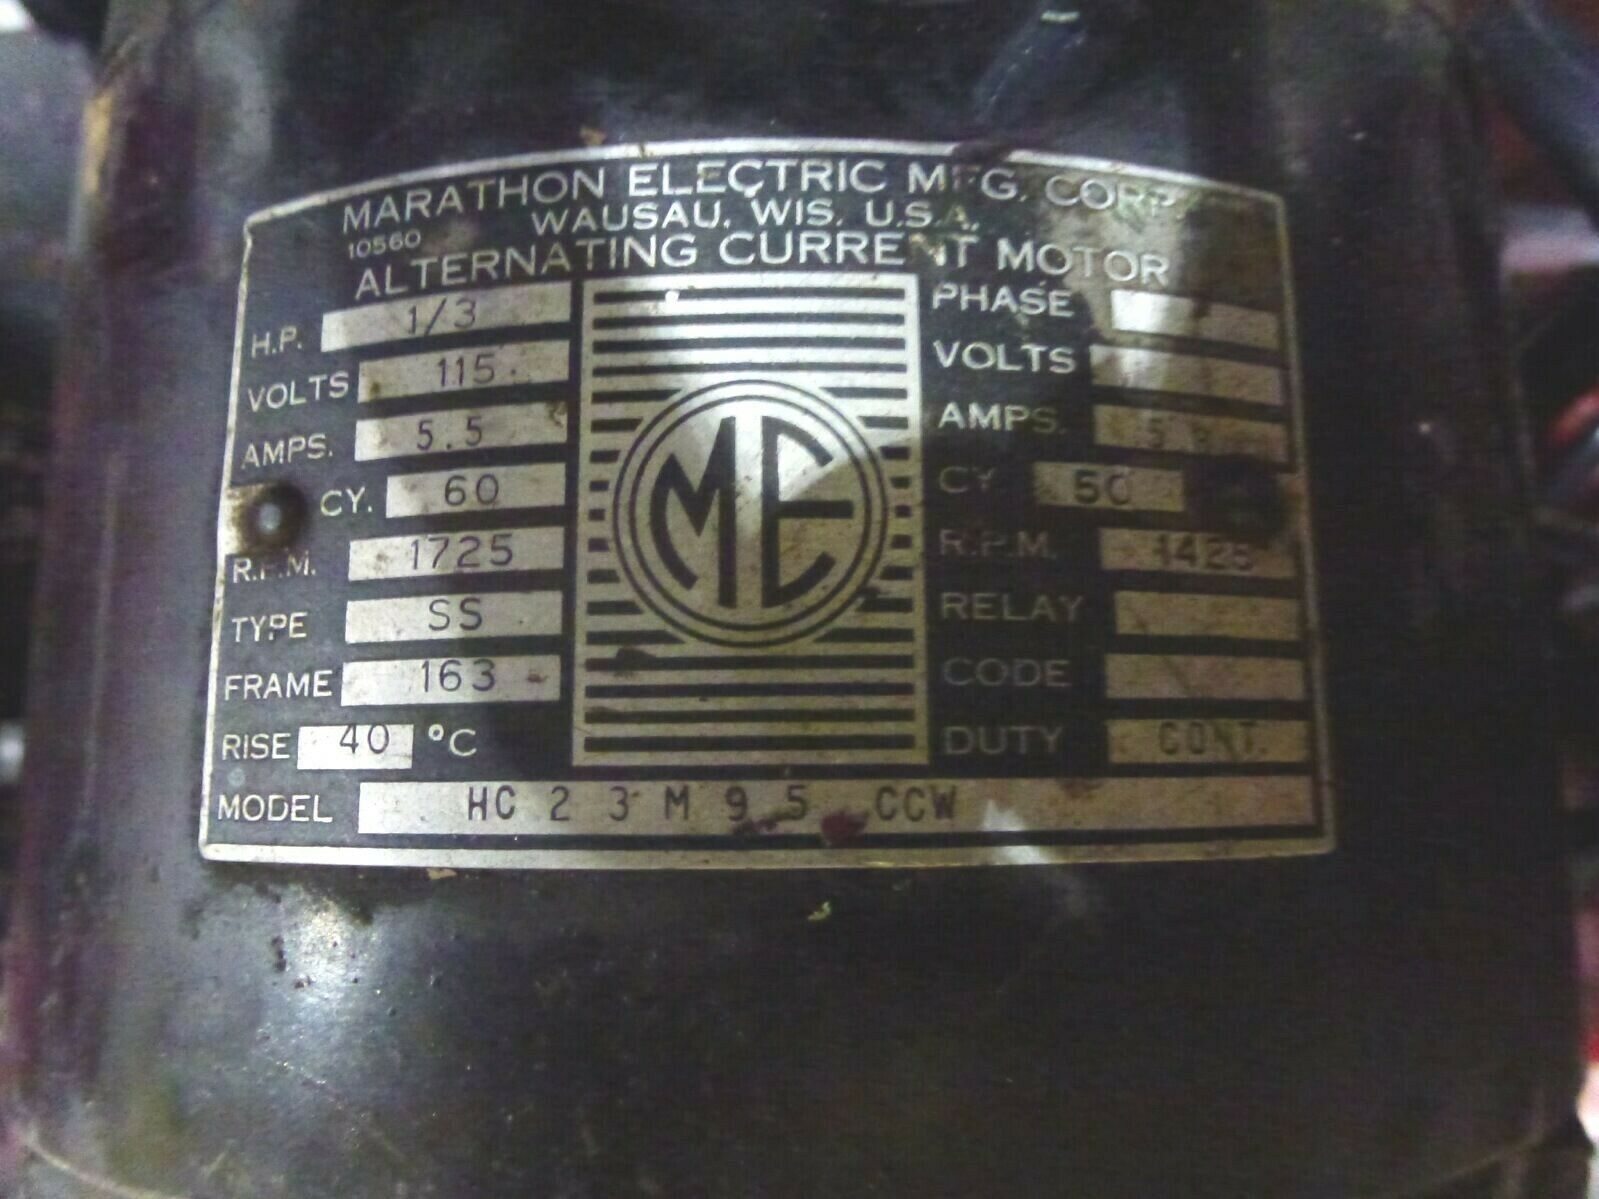 MARATHON ELECTRIC MFG. CORP.
10560 WAUSAU, WIS. U.S.A.
ALTERNATING CURRENT MOTOR
H.P. 1/3
VOLTS 115
AMPS. 5.5
CY. 60
R.P.M. 1725
TYPE SS
FRAME 163
RISE 40 °C
ME
PHASE
VOLTS
AMPS.
CY 50
R.P.M. 1425
RELAY
CODE
DUTY CONT.
MODEL HC 2 3 M 9 5 CCW